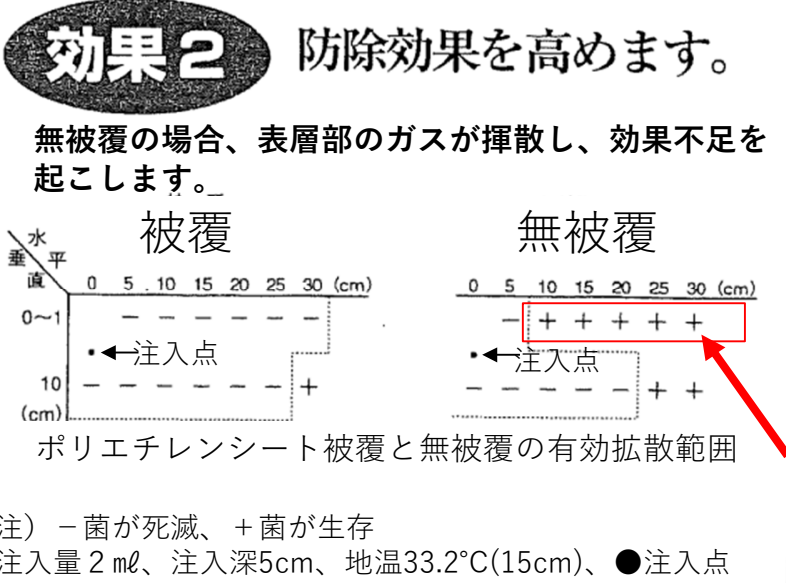 効果2 防除効果を高めます。
無被覆の場合、表層部のガスが揮散し、効果不足を
起こします。
被覆 無被覆
水平
垂直
0 5 10 15 20 25 30 (cm) 0 5 10 15 20 25 30 (cm)
0〜1 − − − − − − − + + + + +
・←注入点 ・←注入点
10 − − − − − − + − − − − − + +
(cm)
ポリエチレンシート被覆と無被覆の有効拡散範囲
注）－菌が死滅、＋菌が生存
注入量2㎖、注入深5cm、地温33.2°C(15cm)、●注入点